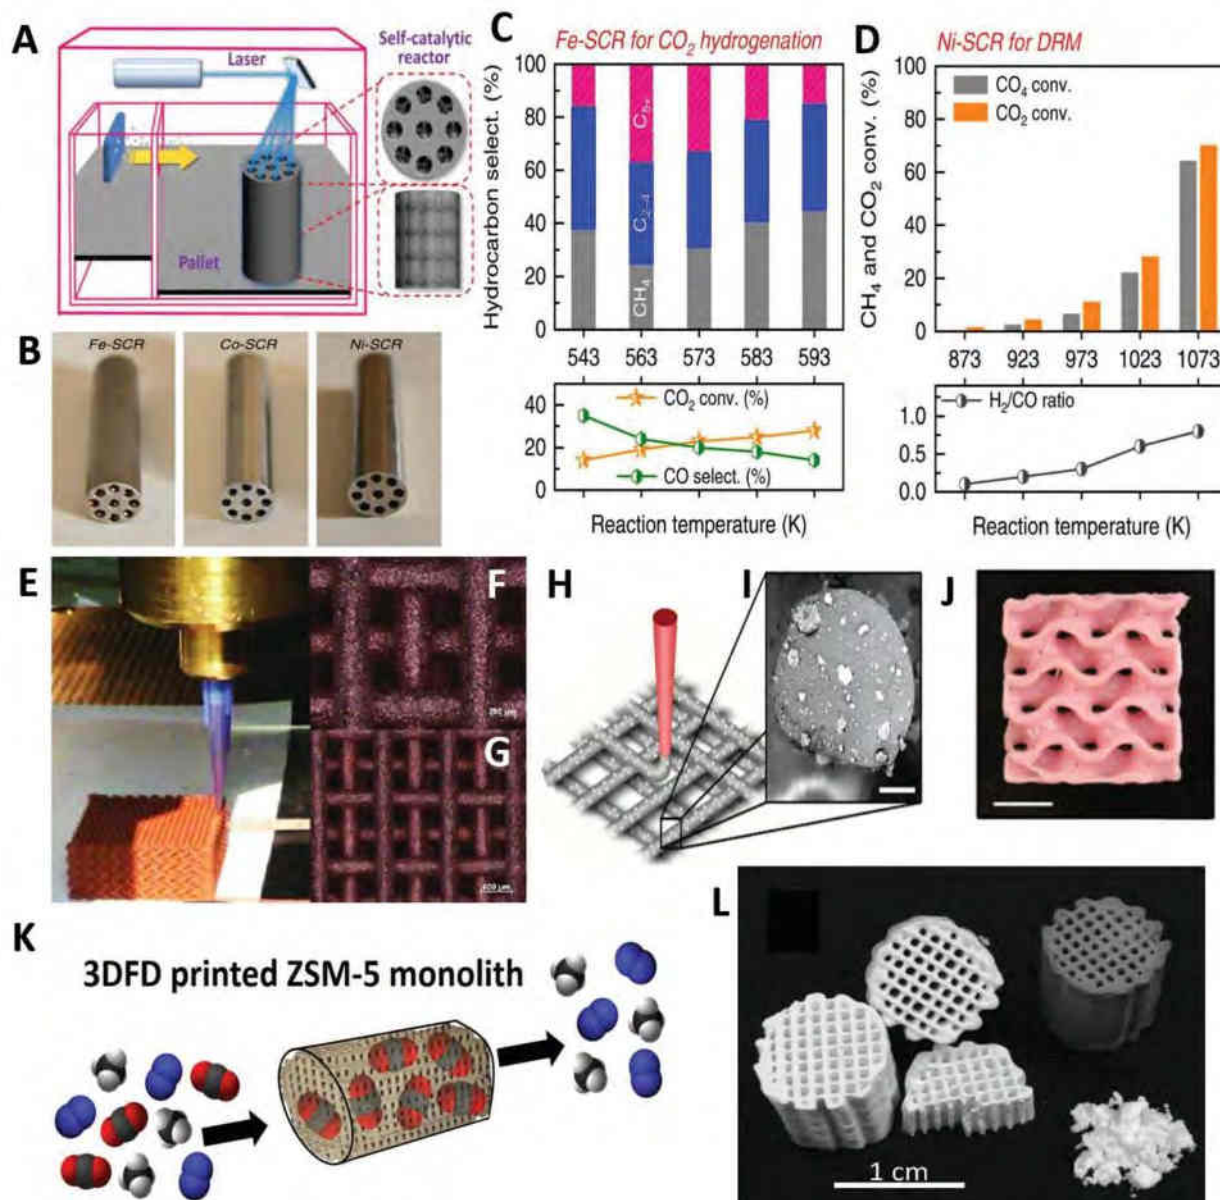 A
Laser
Self-catalytic
reactor
Pallet
B
Fe-SCR
Co-SCR
Ni-SCR
C
Fe-SCR for CO₂ hydrogenation
Hydrocarbon select. (%)
100
80
60
40
20
0
C₅₊
C₂₋₄
CH₄
543 563 573 583 593
40
20
0
CO₂ conv. (%)
CO select. (%)
Reaction temperature (K)
D
Ni-SCR for DRM
CH₄ and CO₂ conv. (%)
100
80
60
40
20
0
CO₄ conv.
CO₂ conv.
873 923 973 1023 1073
H₂/CO ratio
1.0
0.5
0.0
Reaction temperature (K)
E
F
G
H
I
J
K
3DFD printed ZSM-5 monolith
L
1 cm